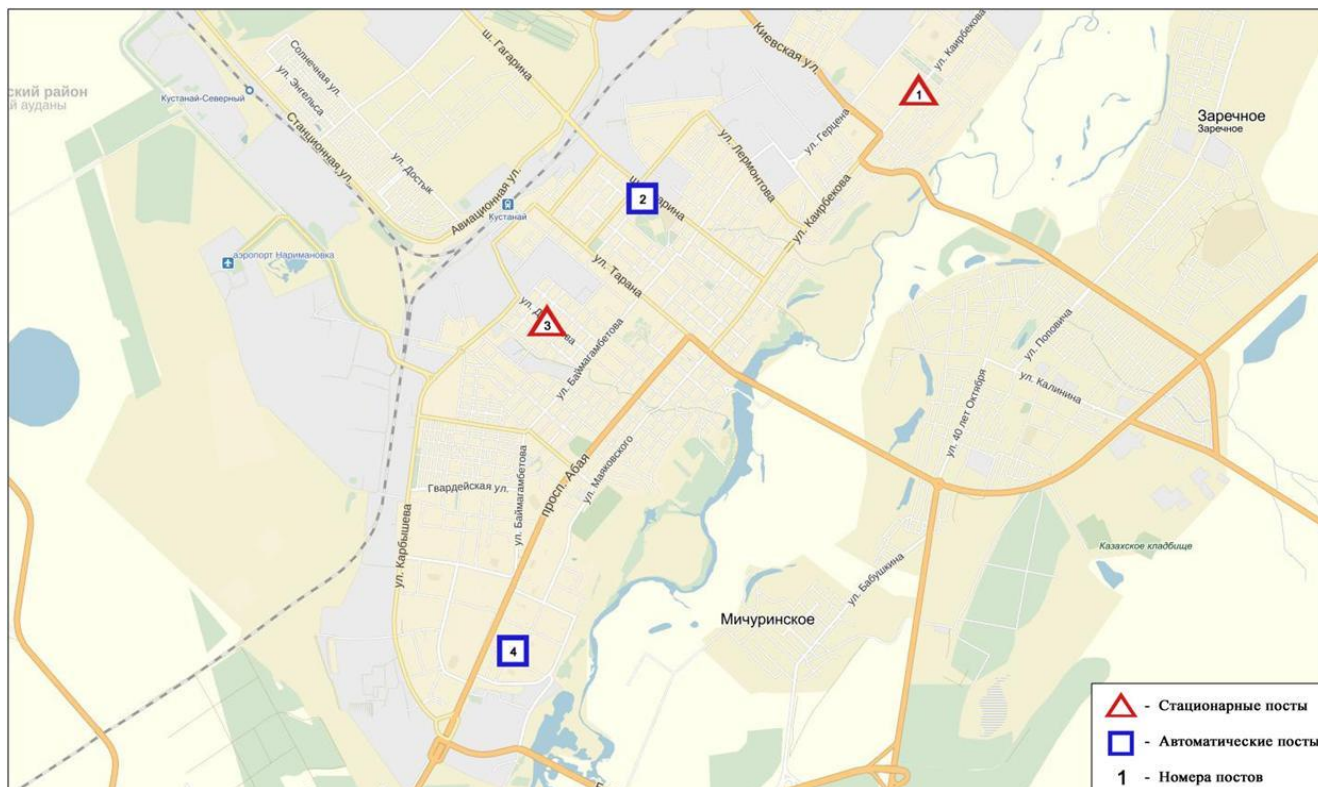 ский район
й ауданы
Кустанай-Северный
Солнечная ул.
ул. Энгельса
ш. Гагарина
Киевская ул.
ул. Каирбекова
1
Заречное
Заречное
Станционная ул.
ул. Достык
Авиационная ул.
Кустанай
ул. Лермонтова
ул. Герцена
2
ул. Каирбекова
аэропорт Наримановка
ул. Тарана
3
ул. Баймагамбетова
ул. Поповича
ул. Калинина
ул. 40 лет Октября
просп. Абая
ул. Маяковского
Гвардейская ул.
ул. Баймагамбетова
ул. Карбышева
Казахское кладбище
ул. Бабушкина
Мичуринское
4
- Стационарные посты
- Автоматические посты
1 - Номера постов